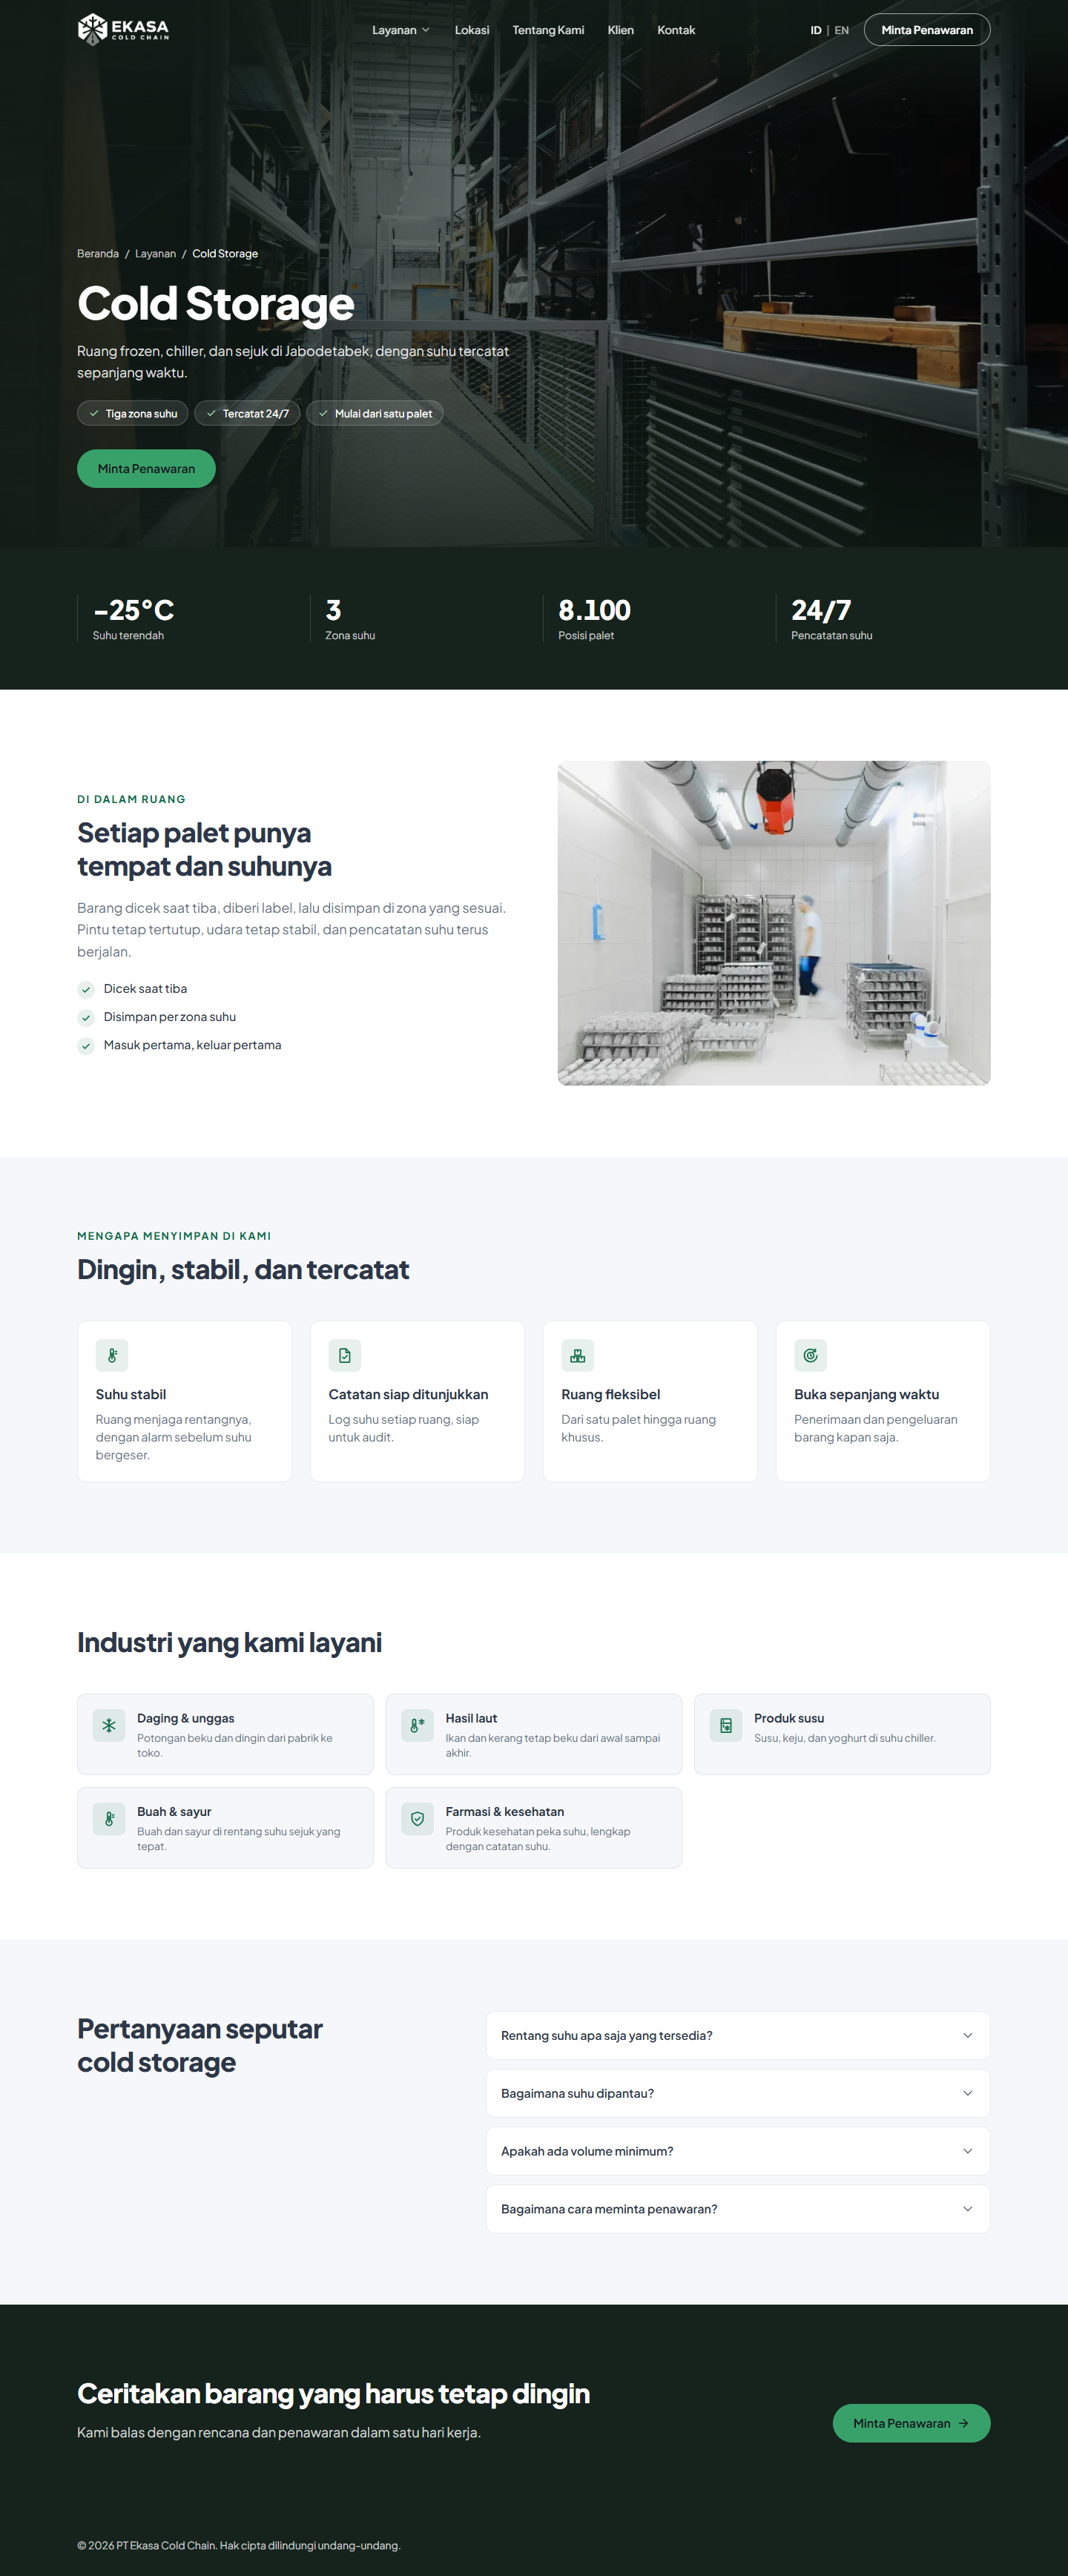 EKASA
COLD CHAIN
Layanan
Lokasi
Tentang Kami
Klien
Kontak
ID | EN
Minta Penawaran
Beranda / Layanan / Cold Storage
Cold Storage
Ruang frozen, chiller, dan sejuk di Jabodetabek, dengan suhu tercatat
sepanjang waktu.
Tiga zona suhu
Tercatat 24/7
Mulai dari satu palet
Minta Penawaran
-25°C
Suhu terendah
3
Zona suhu
8.100
Posisi palet
24/7
Pencatatan suhu
DI DALAM RUANG
Setiap palet punya
tempat dan suhunya
Barang dicek saat tiba, diberi label, lalu disimpan di zona yang sesuai.
Pintu tetap tertutup, udara tetap stabil, dan pencatatan suhu terus
berjalan.
Dicek saat tiba
Disimpan per zona suhu
Masuk pertama, keluar pertama
MENGAPA MENYIMPAN DI KAMI
Dingin, stabil, dan tercatat
Suhu stabil
Ruang menjaga rentangnya,
dengan alarm sebelum suhu
bergeser.
Catatan siap ditunjukkan
Log suhu setiap ruang, siap
untuk audit.
Ruang fleksibel
Dari satu palet hingga ruang
khusus.
Buka sepanjang waktu
Penerimaan dan pengeluaran
barang kapan saja.
Industri yang kami layani
Daging & unggas
Potongan beku dan dingin dari pabrik ke
toko.
Hasil laut
Ikan dan kerang tetap beku dari awal sampai
akhir.
Produk susu
Susu, keju, dan yoghurt di suhu chiller.
Buah & sayur
Buah dan sayur di rentang suhu sejuk yang
tepat.
Farmasi & kesehatan
Produk kesehatan peka suhu, lengkap
dengan catatan suhu.
Pertanyaan seputar
cold storage
Rentang suhu apa saja yang tersedia?
Bagaimana suhu dipantau?
Apakah ada volume minimum?
Bagaimana cara meminta penawaran?
Ceritakan barang yang harus tetap dingin
Kami balas dengan rencana dan penawaran dalam satu hari kerja.
Minta Penawaran
© 2026 PT Ekasa Cold Chain. Hak cipta dilindungi undang-undang.